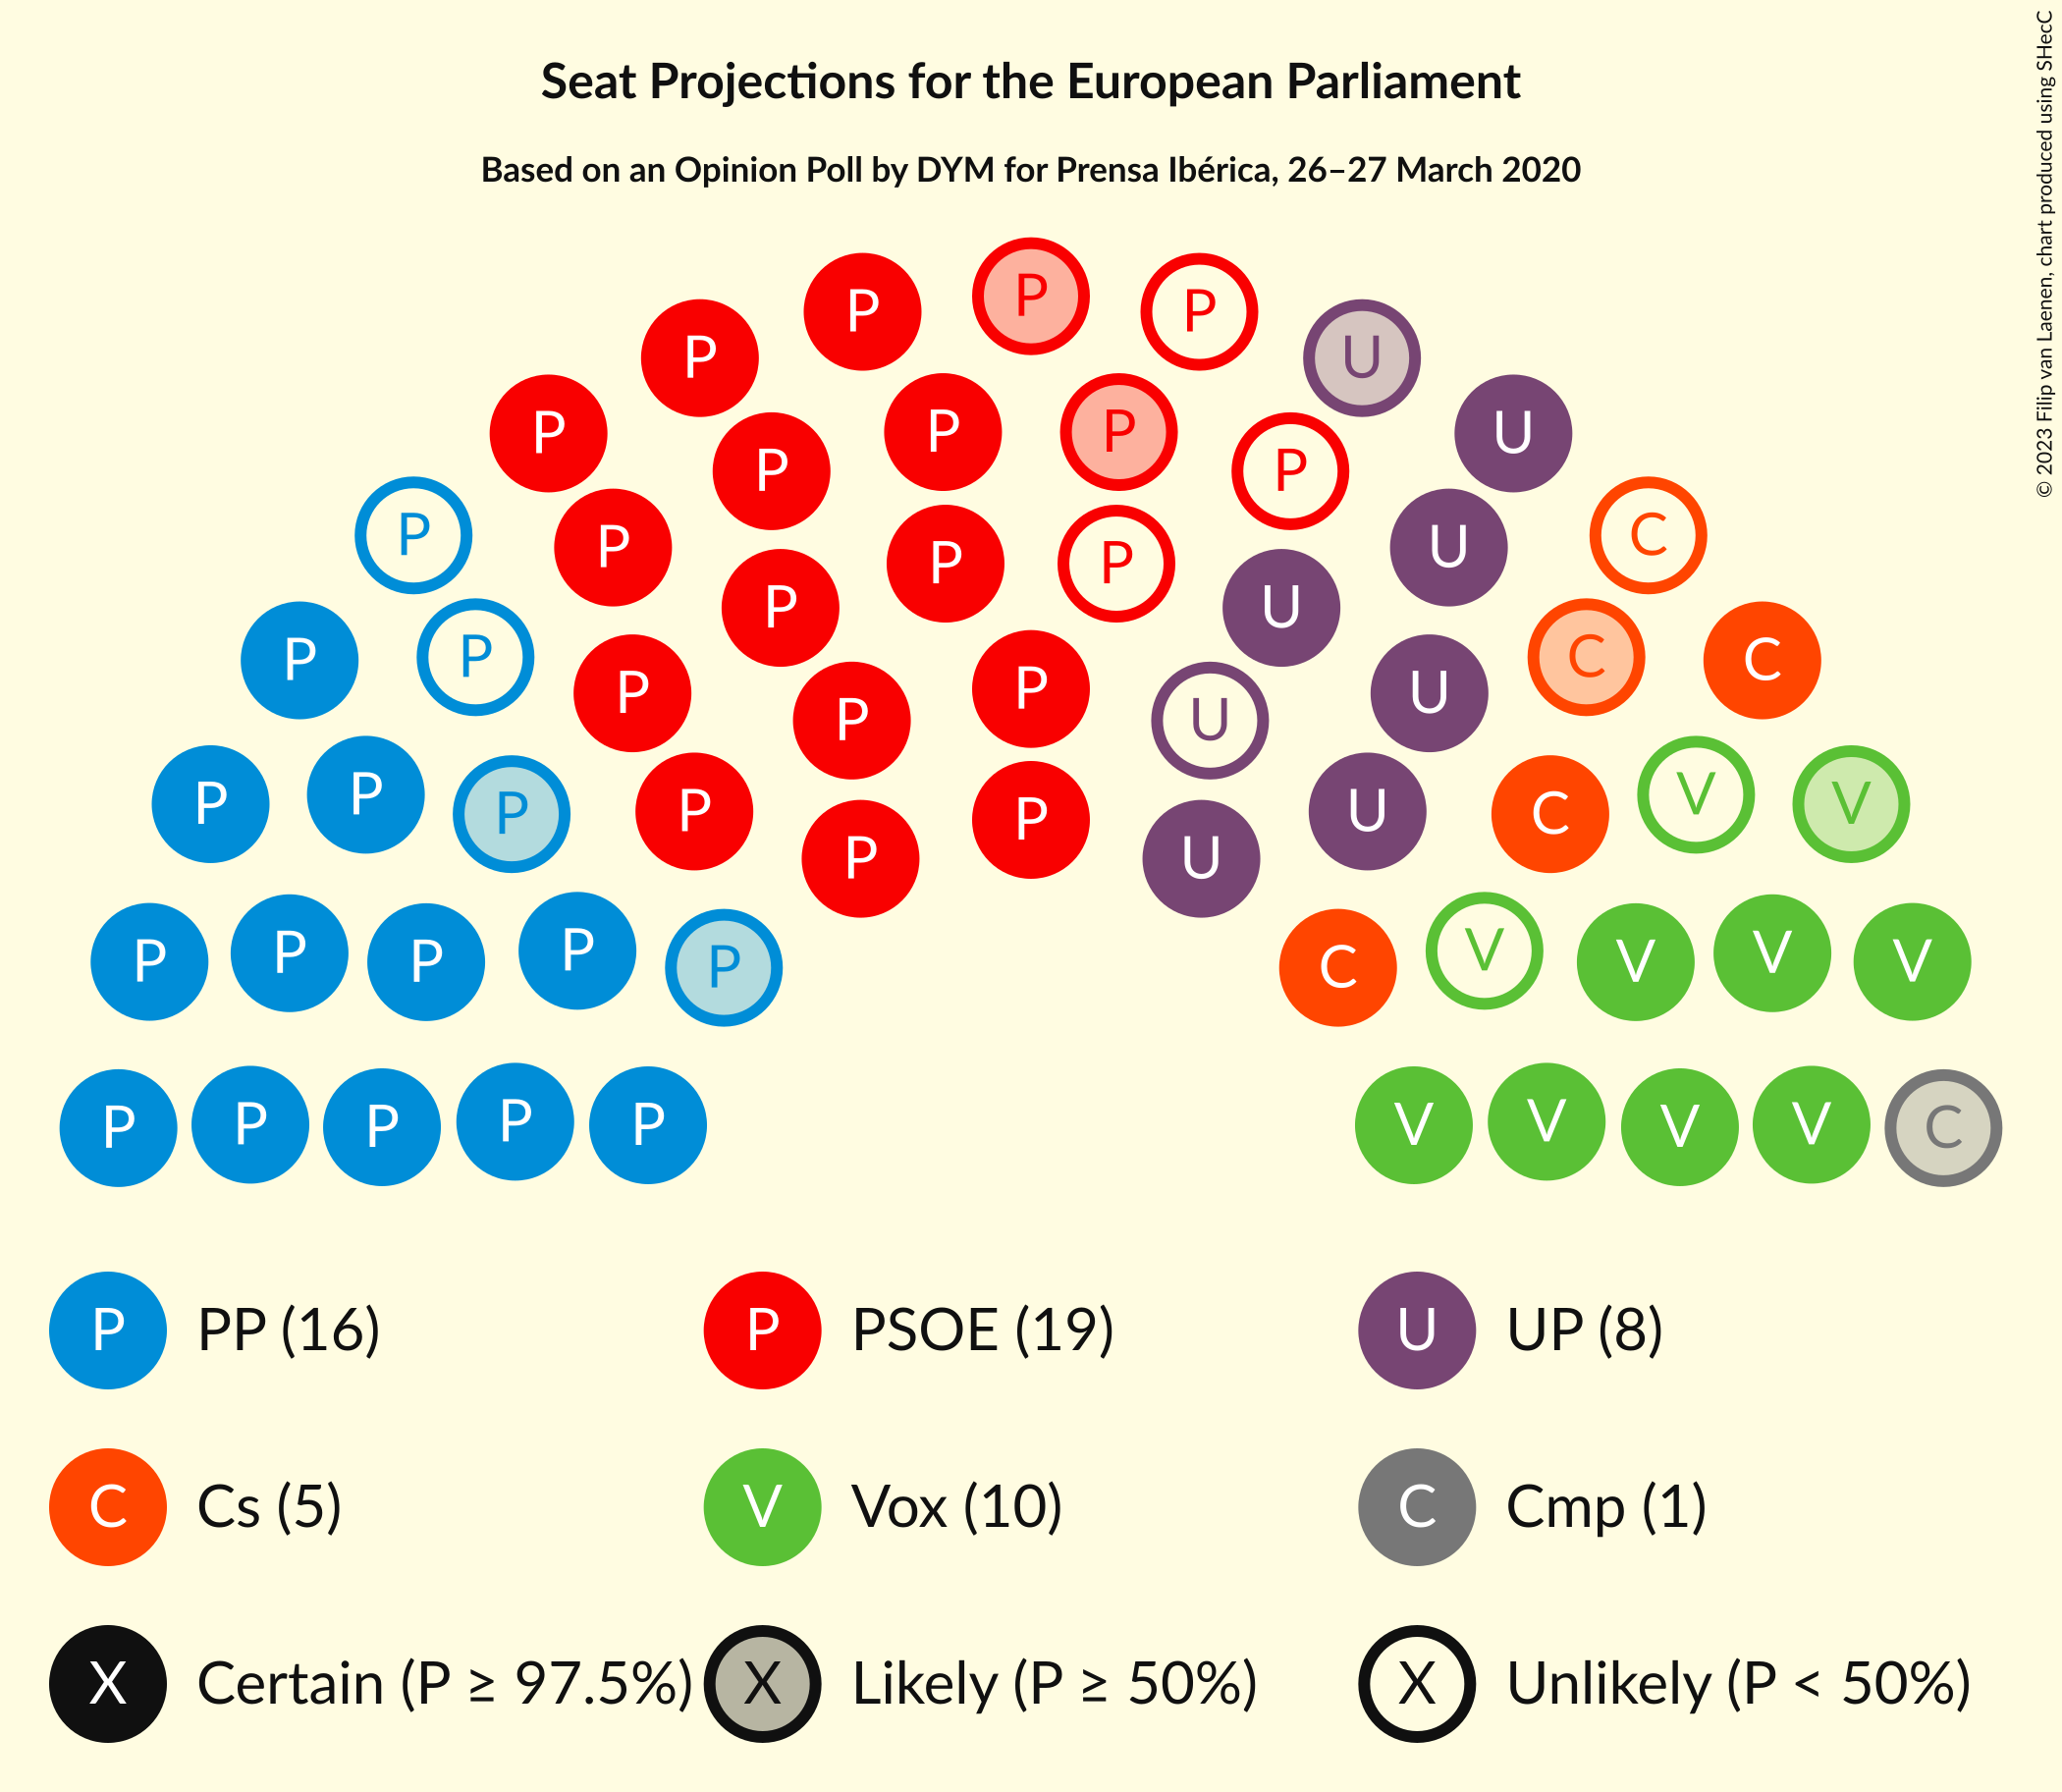 Seat Projections for the European Parliament
Based on an Opinion Poll by DYM for Prensa Ibérica, 26–27 March 2020
© 2023 Filip van Laenen, chart produced using SHecC
P P P U
P P U
P P P U
P P U C
P P P U
P P P U C
P P P U C
P P P U C V V
P P P U
P P P P P C V V V V
P P P P P V V V V C
P PP (16) P PSOE (19) U UP (8)
C Cs (5) V Vox (10) C Cmp (1)
X Certain (P ≥ 97.5%) X Likely (P ≥ 50%) X Unlikely (P < 50%)